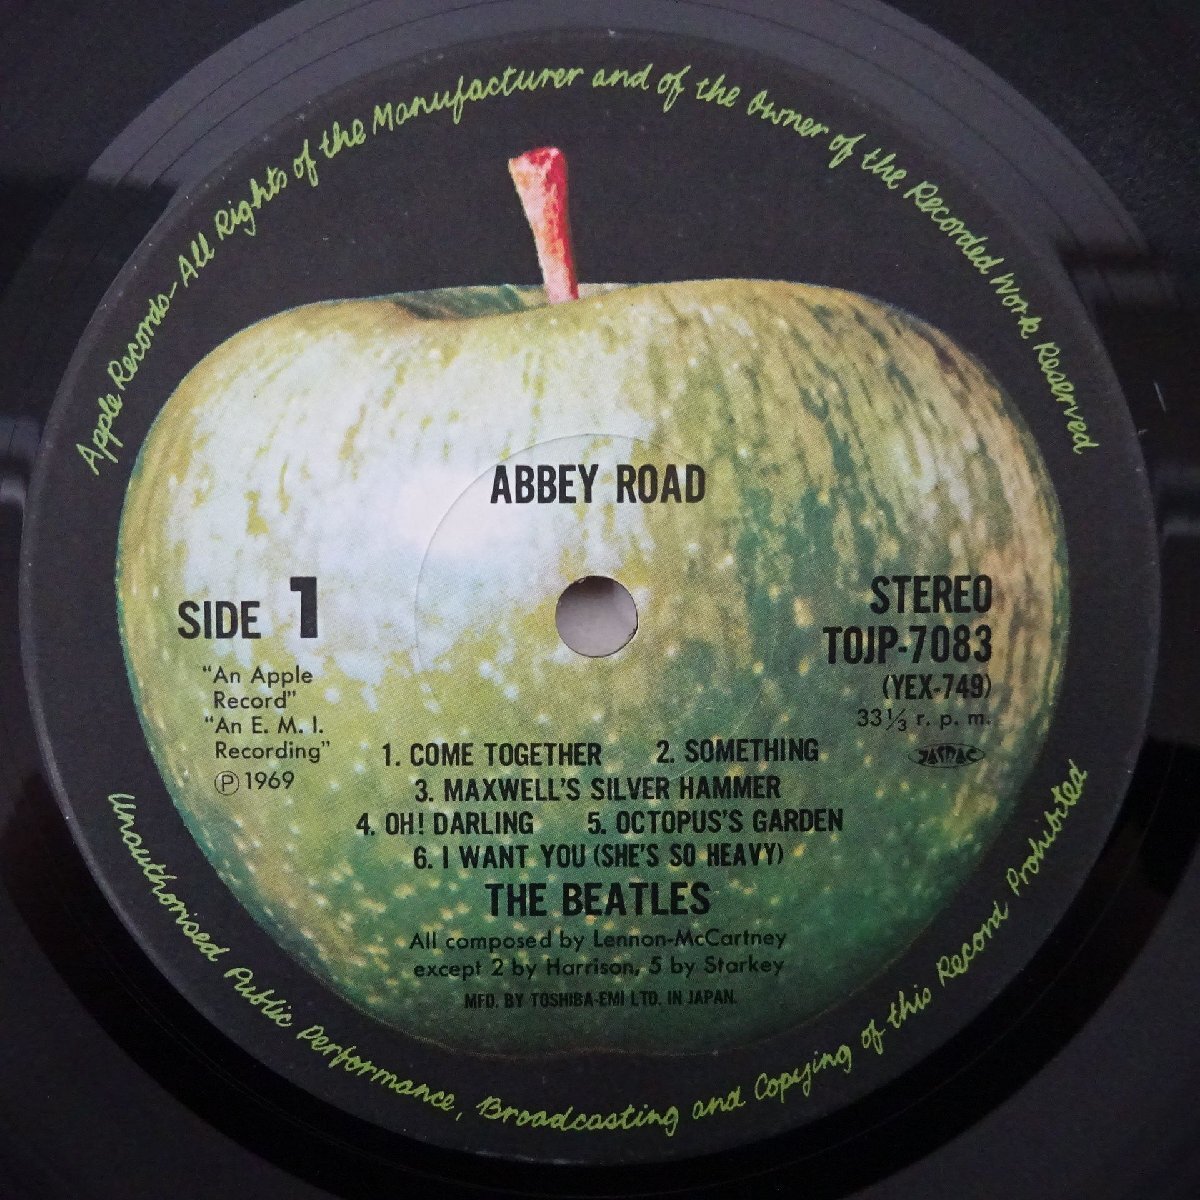 Apple Records-All Rights of the Manufacturer and of the Owner of the Recorded Work Reserved
ABBEY ROAD
SIDE 1
"An Apple
Record"
"An E. M. I.
Recording"
Ⓟ 1969
STEREO
TOJP-7083
(YEX-749)
33⅓ r. p. m.
JASRAC
1. COME TOGETHER 2. SOMETHING
3. MAXWELL'S SILVER HAMMER
4. OH! DARLING 5. OCTOPUS'S GARDEN
6. I WANT YOU (SHE'S SO HEAVY)
THE BEATLES
All composed by Lennon-McCartney
except 2 by Harrison, 5 by Starkey
MFD. BY TOSHIBA-EMI LTD. IN JAPAN.
Unauthorised Public Performance, Broadcasting and Copying of this Record Prohibited